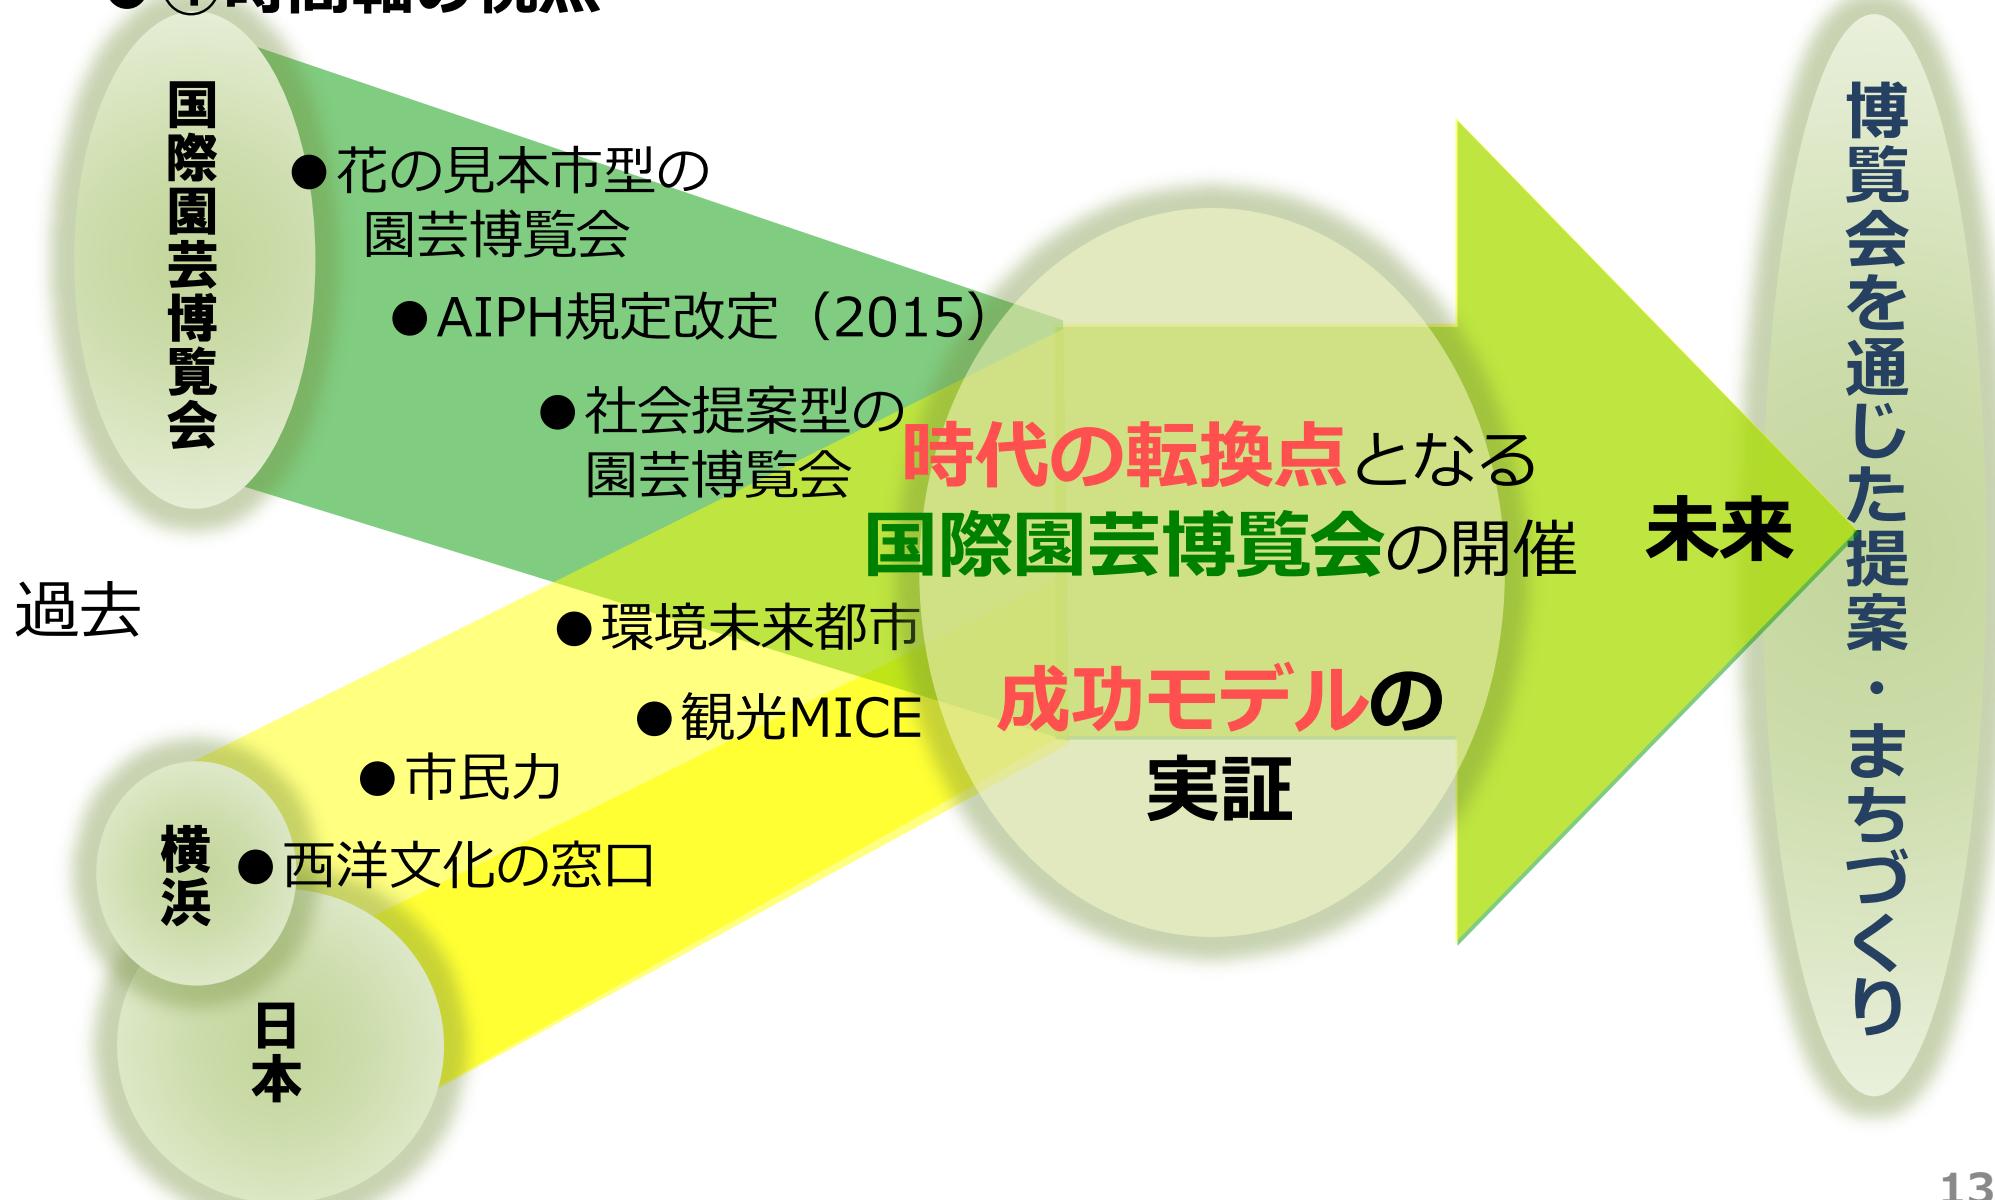 国際園芸博覧会
●花の見本市型の
園芸博覧会
●AIPH規定改定（2015）
●社会提案型の
園芸博覧会
時代の転換点となる
国際園芸博覧会の開催
成功モデルの
実証
未来
博覧会を通じた提案・まちづくり
過去
●環境未来都市
●観光MICE
●市民力
●西洋文化の窓口
横浜
日本
13